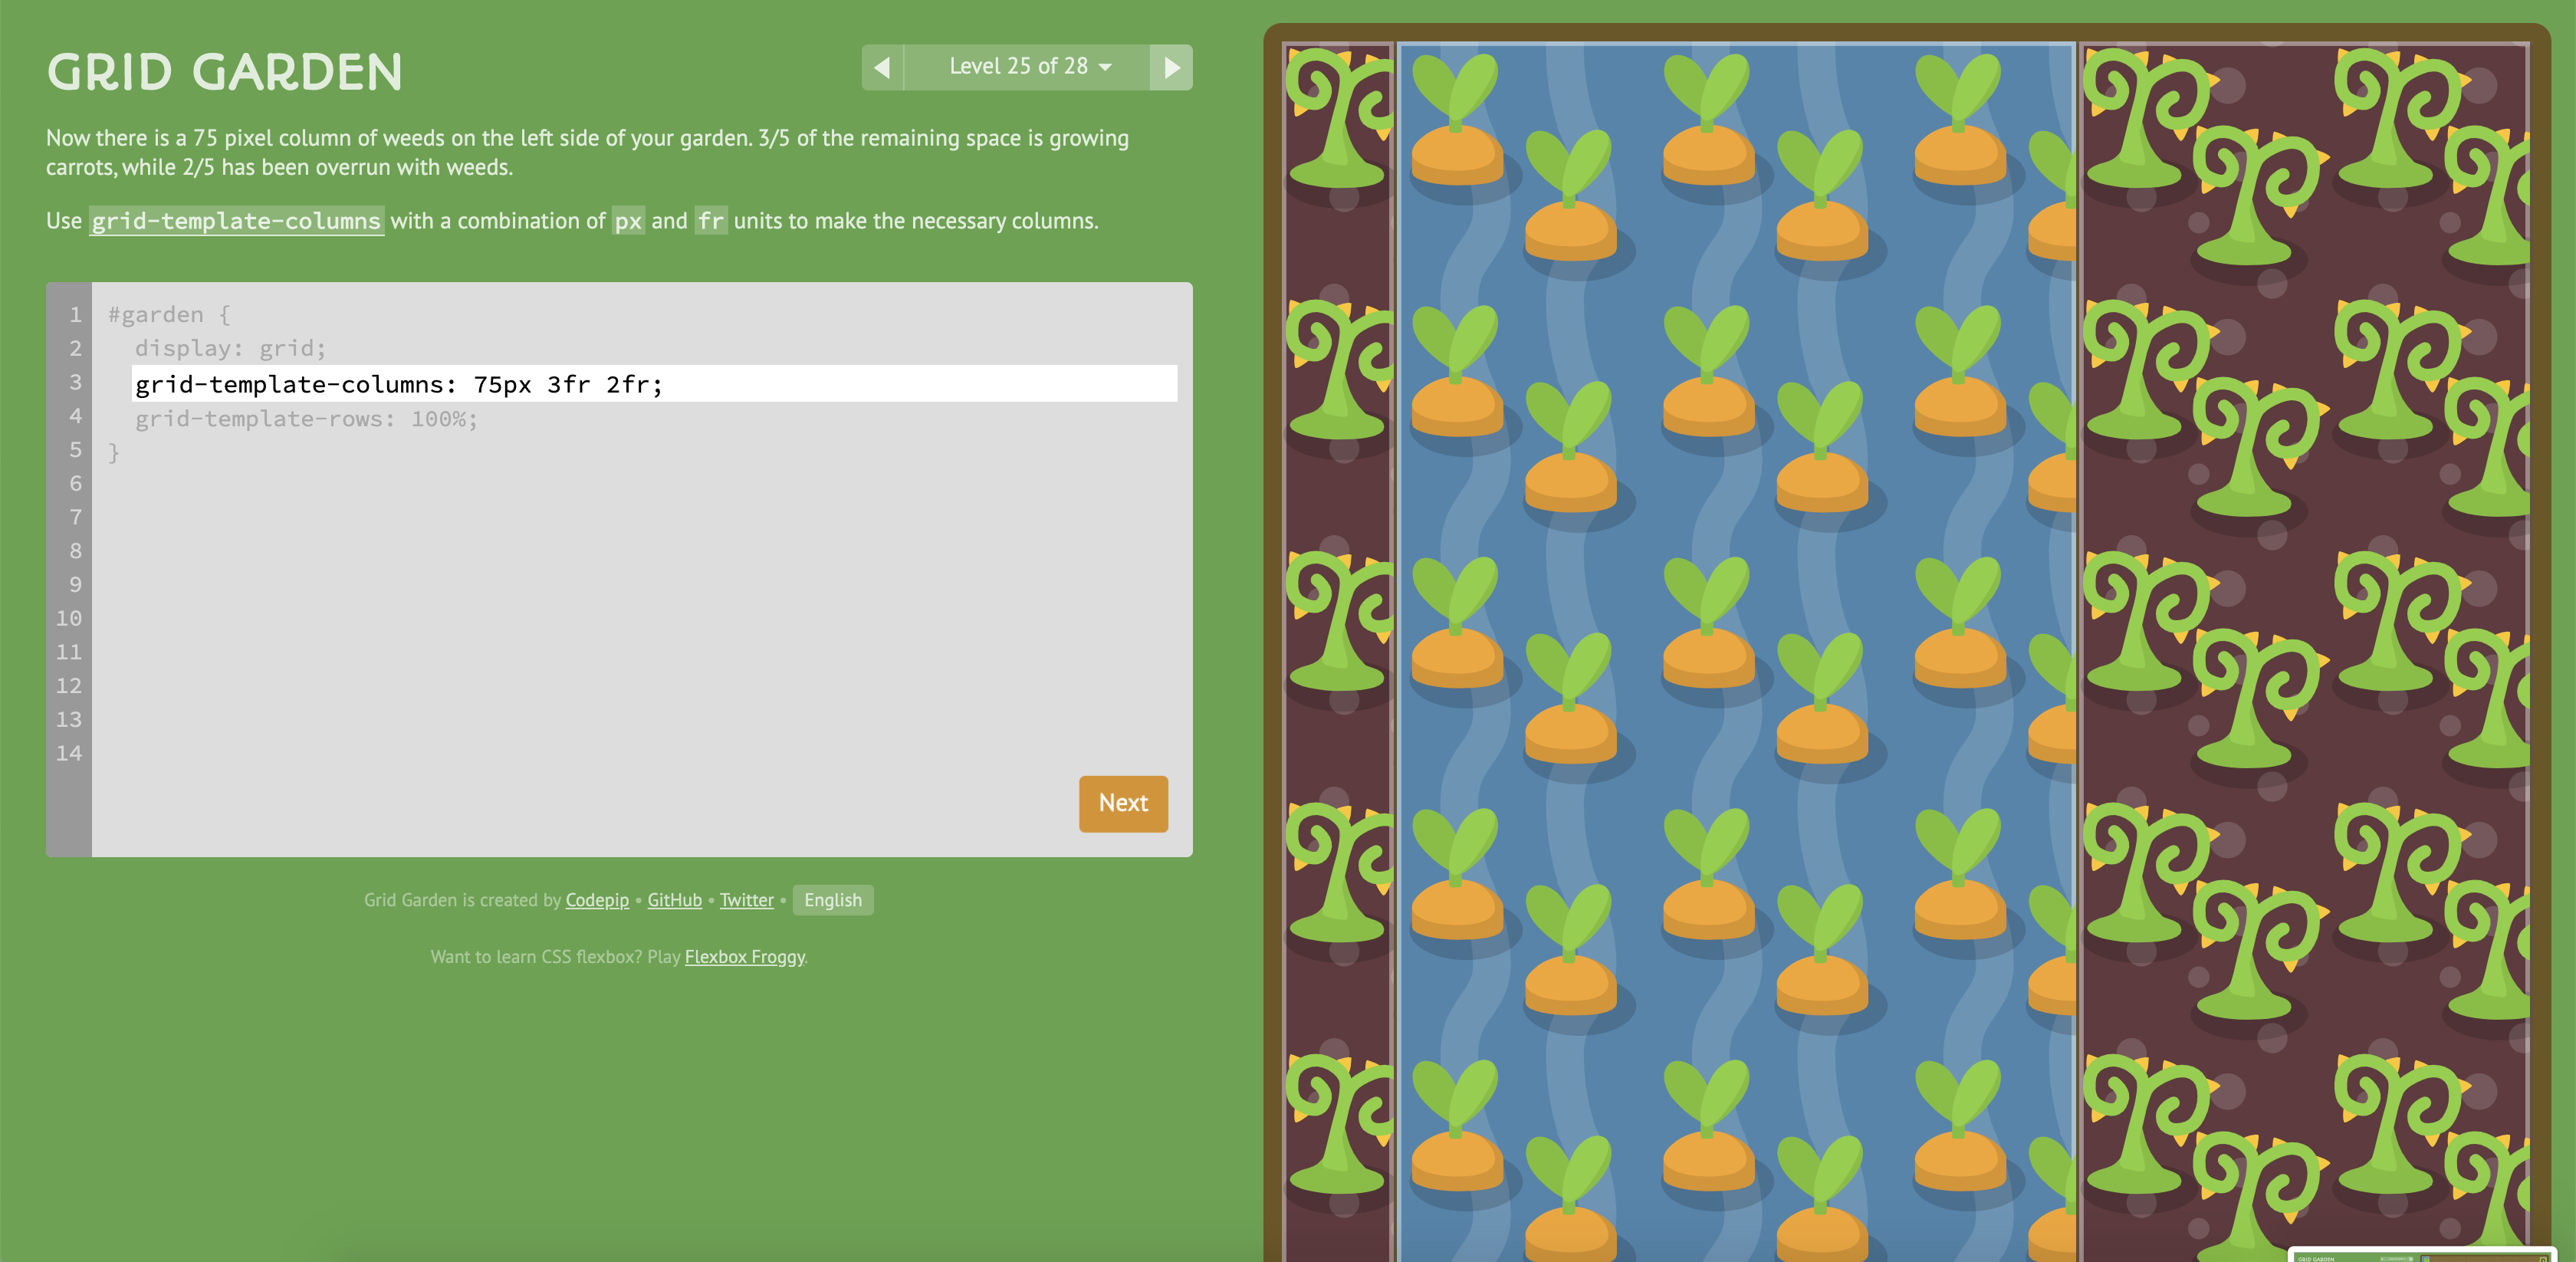 GRID GARDEN
Level 25 of 28
Now there is a 75 pixel column of weeds on the left side of your garden. 3/5 of the remaining space is growing
carrots, while 2/5 has been overrun with weeds.
Use grid-template-columns with a combination of px and fr units to make the necessary columns.
1 #garden {
2 display: grid;
3 grid-template-columns: 75px 3fr 2fr;
4 grid-template-rows: 100%;
5 }
6
7
8
9
10
11
12
13
14
Next
Grid Garden is created by Codepip • GitHub • Twitter • English
Want to learn CSS flexbox? Play Flexbox Froggy.
GRID GARDEN